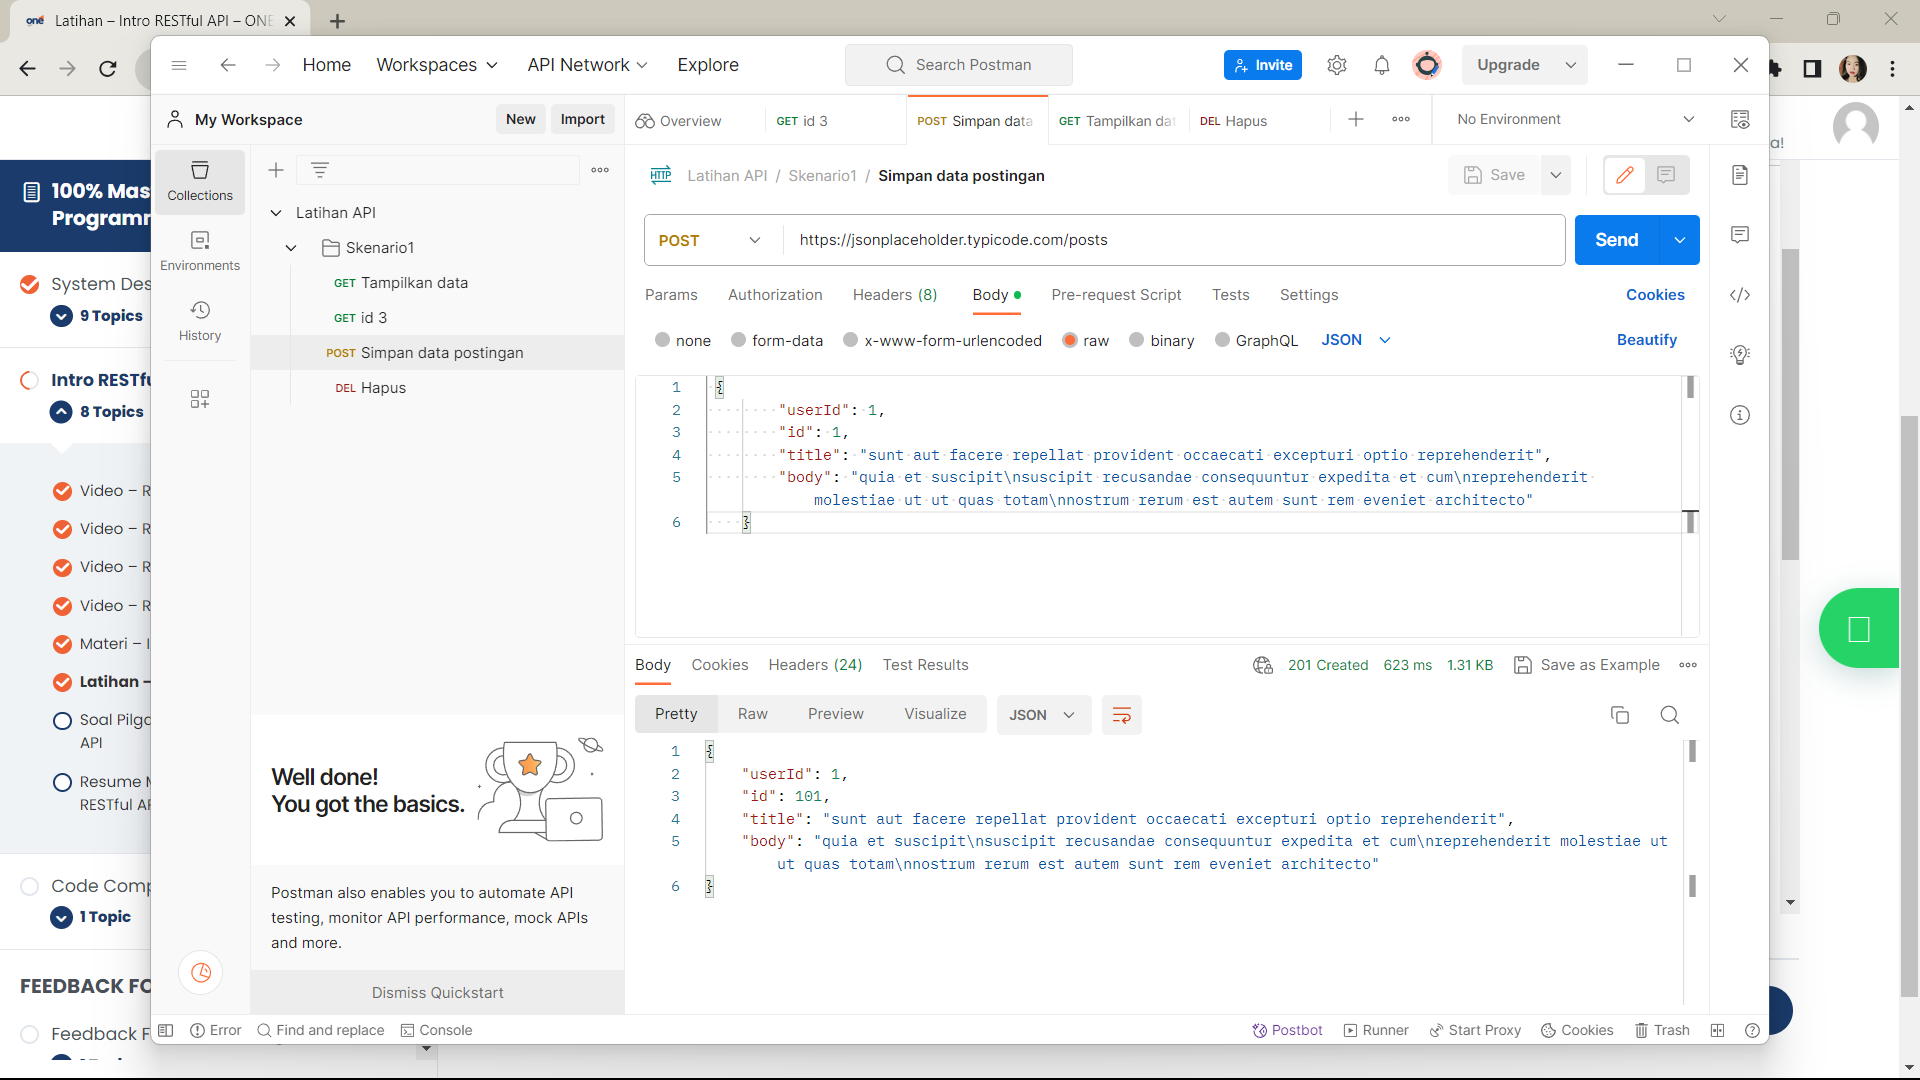 Latihan – Intro RESTful API – ONE
Home
Workspaces
API Network
Explore
Search Postman
Invite
Upgrade
My Workspace
New
Import
Overview
GET id 3
POST Simpan data
GET Tampilkan dat
DEL Hapus
No Environment
a!
100% Mas
Programm
System Des
9 Topics
Intro RESTfu
8 Topics
Video – R
Video – R
Video – R
Video – R
Materi – I
Latihan –
Soal Pilga
API
Resume M
RESTful AP
Code Comp
1 Topic
FEEDBACK FO
Feedback F
Collections
Environments
History
Latihan API
Skenario1
GET Tampilkan data
GET id 3
POST Simpan data postingan
DEL Hapus
Well done!
You got the basics.
Postman also enables you to automate API
testing, monitor API performance, mock APIs
and more.
Dismiss Quickstart
HTTP Latihan API / Skenario1 / Simpan data postingan
Save
POST
https://jsonplaceholder.typicode.com/posts
Send
Params
Authorization
Headers (8)
Body
Pre-request Script
Tests
Settings
Cookies
none
form-data
x-www-form-urlencoded
raw
binary
GraphQL
JSON
Beautify
1 {
2 "userId": 1,
3 "id": 1,
4 "title": "sunt aut facere repellat provident occaecati excepturi optio reprehenderit",
5 "body": "quia et suscipit\nsuscipit recusandae consequuntur expedita et cum\nreprehenderit
molestiae ut ut quas totam\nnostrum rerum est autem sunt rem eveniet architecto"
6 }
Body
Cookies
Headers (24)
Test Results
201 Created
623 ms
1.31 KB
Save as Example
Pretty
Raw
Preview
Visualize
JSON
1 {
2 "userId": 1,
3 "id": 101,
4 "title": "sunt aut facere repellat provident occaecati excepturi optio reprehenderit",
5 "body": "quia et suscipit\nsuscipit recusandae consequuntur expedita et cum\nreprehenderit molestiae ut
ut quas totam\nnostrum rerum est autem sunt rem eveniet architecto"
6 }
Error
Find and replace
Console
Postbot
Runner
Start Proxy
Cookies
Trash